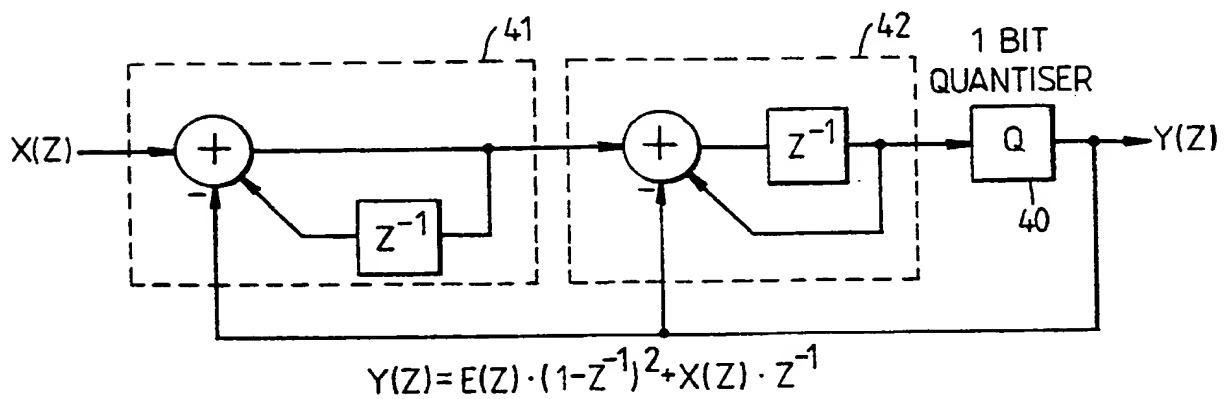 41
42
1 BIT
QUANTISER
X(Z)
+
-
Z⁻¹
+
-
Z⁻¹
Q
40
Y(Z)
Y(Z)=E(Z)·(1-Z⁻¹)²+X(Z)·Z⁻¹